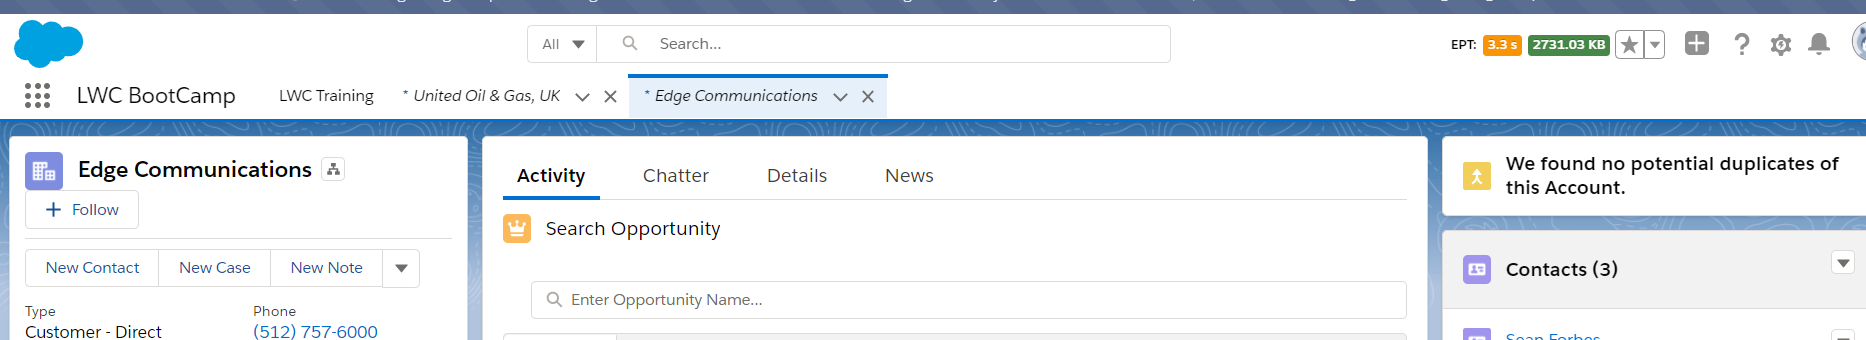 All
Search...
EPT: 3.3 s 2731.03 KB
LWC BootCamp
LWC Training
* United Oil & Gas, UK
* Edge Communications
Edge Communications
Follow
New Contact
New Case
New Note
Type
Customer - Direct
Phone
(512) 757-6000
Activity
Chatter
Details
News
Search Opportunity
Enter Opportunity Name...
We found no potential duplicates of
this Account.
Contacts (3)
Sean Forbes